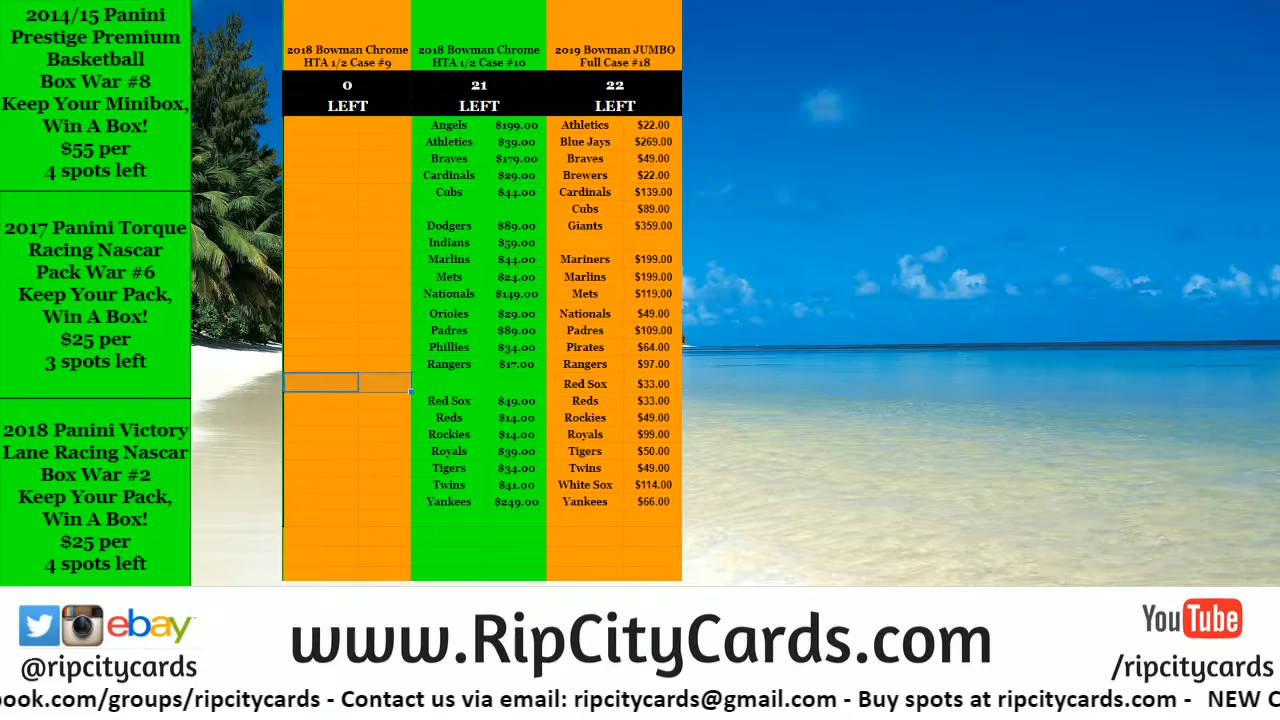 2014/15 Panini
Prestige Premium
Basketball
Box War #8
Keep Your Minibox,
Win A Box!
$55 per
4 spots left
2017 Panini Torque
Racing Nascar
Pack War #6
Keep Your Pack,
Win A Box!
$25 per
3 spots left
2018 Panini Victory
Lane Racing Nascar
Box War #2
Keep Your Pack,
Win A Box!
$25 per
4 spots left
2018 Bowman Chrome
HTA 1/2 Case #9
0
LEFT
2018 Bowman Chrome
HTA 1/2 Case #10
21
LEFT
Angels $199.00
Athletics $39.00
Braves $179.00
Cardinals $29.00
Cubs $44.00
Dodgers $89.00
Indians $59.00
Marlins $44.00
Mets $24.00
Nationals $149.00
Orioles $29.00
Padres $89.00
Phillies $34.00
Rangers $17.00
Red Sox $49.00
Reds $14.00
Rockies $14.00
Royals $39.00
Tigers $34.00
Twins $41.00
Yankees $249.00
2019 Bowman JUMBO
Full Case #18
22
LEFT
Athletics $22.00
Blue Jays $269.00
Braves $49.00
Brewers $22.00
Cardinals $139.00
Cubs $89.00
Giants $359.00
Mariners $199.00
Marlins $199.00
Mets $119.00
Nationals $49.00
Padres $109.00
Pirates $64.00
Rangers $97.00
Red Sox $33.00
Reds $33.00
Rockies $49.00
Royals $99.00
Tigers $50.00
Twins $49.00
White Sox $114.00
Yankees $66.00
ebay
@ripcitycards
www.RipCityCards.com
YouTube
/ripcitycards
book.com/groups/ripcitycards - Contact us via email: ripcitycards@gmail.com - Buy spots at ripcitycards.com - NEW C